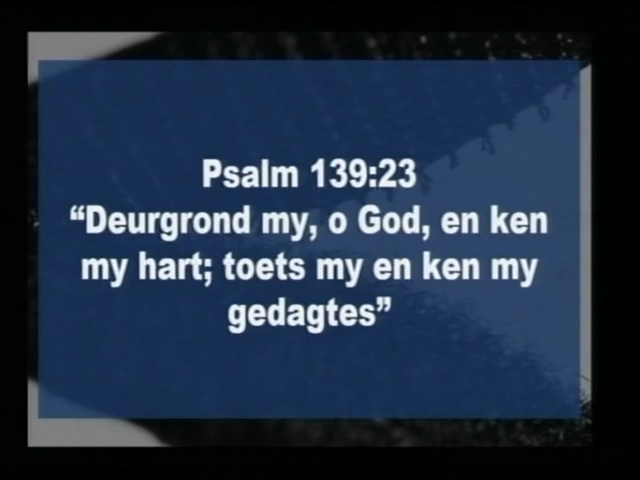 Psalm 139:23
“Deurgrond my, o God, en ken
my hart; toets my en ken my
gedagtes”